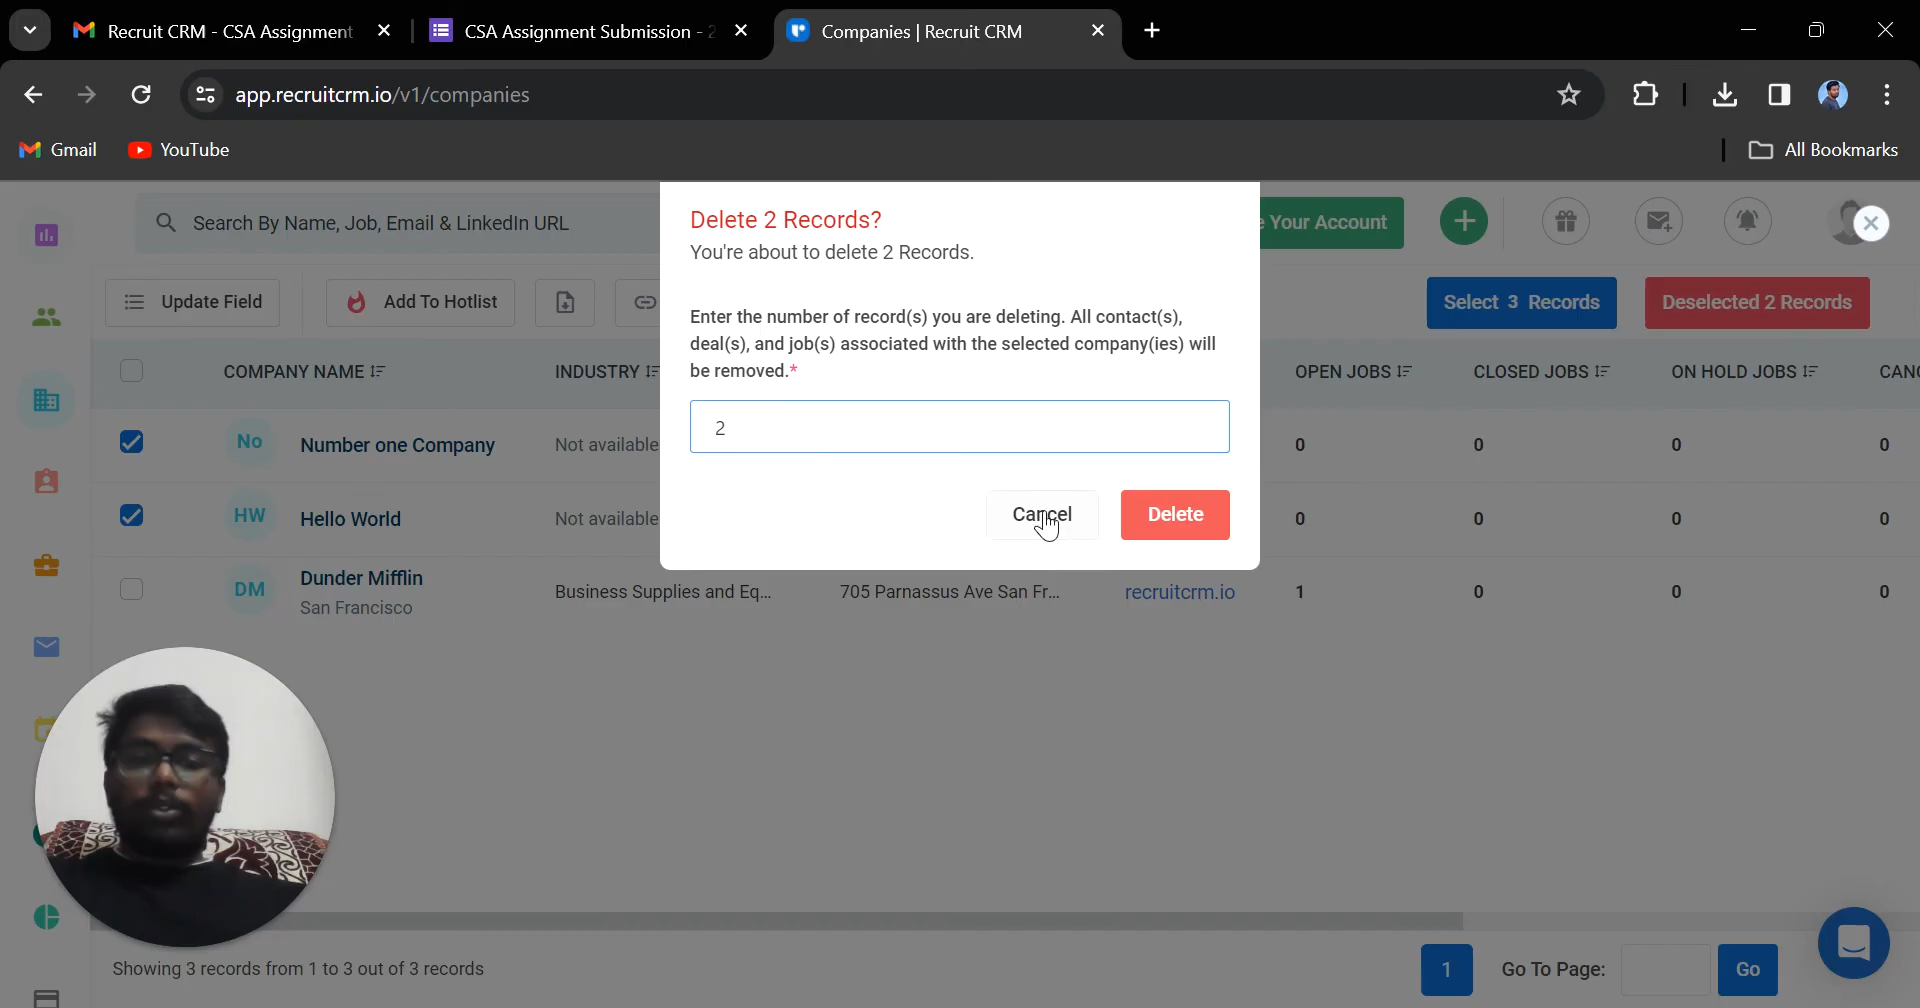 Recruit CRM - CSA Assignment
CSA Assignment Submission - 2
Companies | Recruit CRM
app.recruitcrm.io/v1/companies
Gmail
YouTube
All Bookmarks
Search By Name, Job, Email & LinkedIn URL
e Your Account
Delete 2 Records?
You're about to delete 2 Records.
Enter the number of record(s) you are deleting. All contact(s),
deal(s), and job(s) associated with the selected company(ies) will
be removed.*
2
Cancel
Delete
Update Field
Add To Hotlist
Select 3 Records
Deselected 2 Records
COMPANY NAME
INDUSTRY
OPEN JOBS
CLOSED JOBS
ON HOLD JOBS
CANC
No
Number one Company
Not available
0
0
0
0
HW
Hello World
Not available
0
0
0
0
DM
Dunder Mifflin
San Francisco
Business Supplies and Eq...
705 Parnassus Ave San Fr...
recruitcrm.io
1
0
0
0
Showing 3 records from 1 to 3 out of 3 records
1
Go To Page:
Go